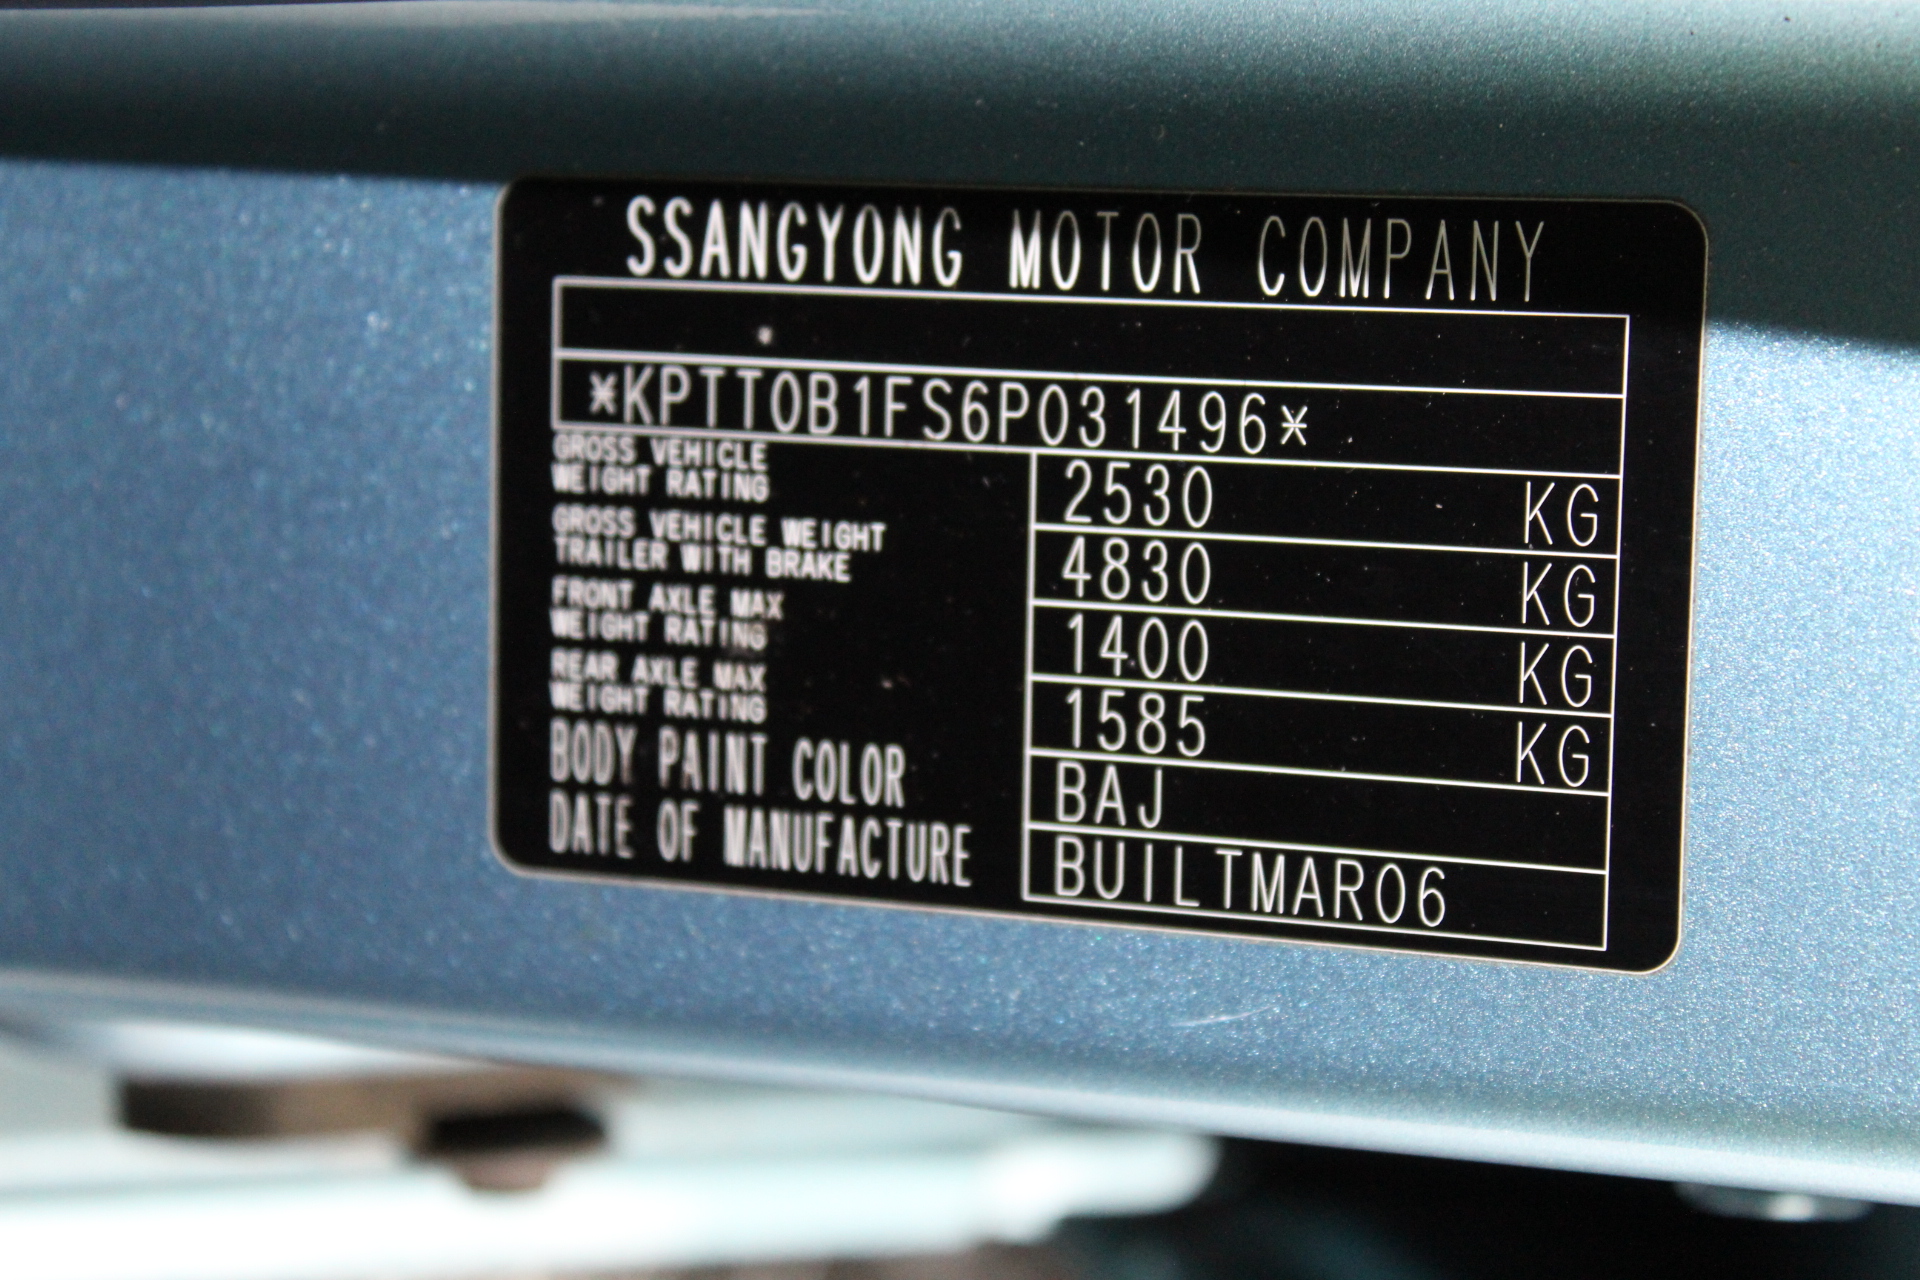 SSANGYONG MOTOR COMPANY
*KPTT0B1FS6P031496*
GROSS VEHICLE
WEIGHT RATING
2530 KG
GROSS VEHICLE WEIGHT
TRAILER WITH BRAKE
4830 KG
FRONT AXLE MAX
WEIGHT RATING
1400 KG
REAR AXLE MAX
WEIGHT RATING
1585 KG
BODY PAINT COLOR
BAJ
DATE OF MANUFACTURE
BUILTMAR06